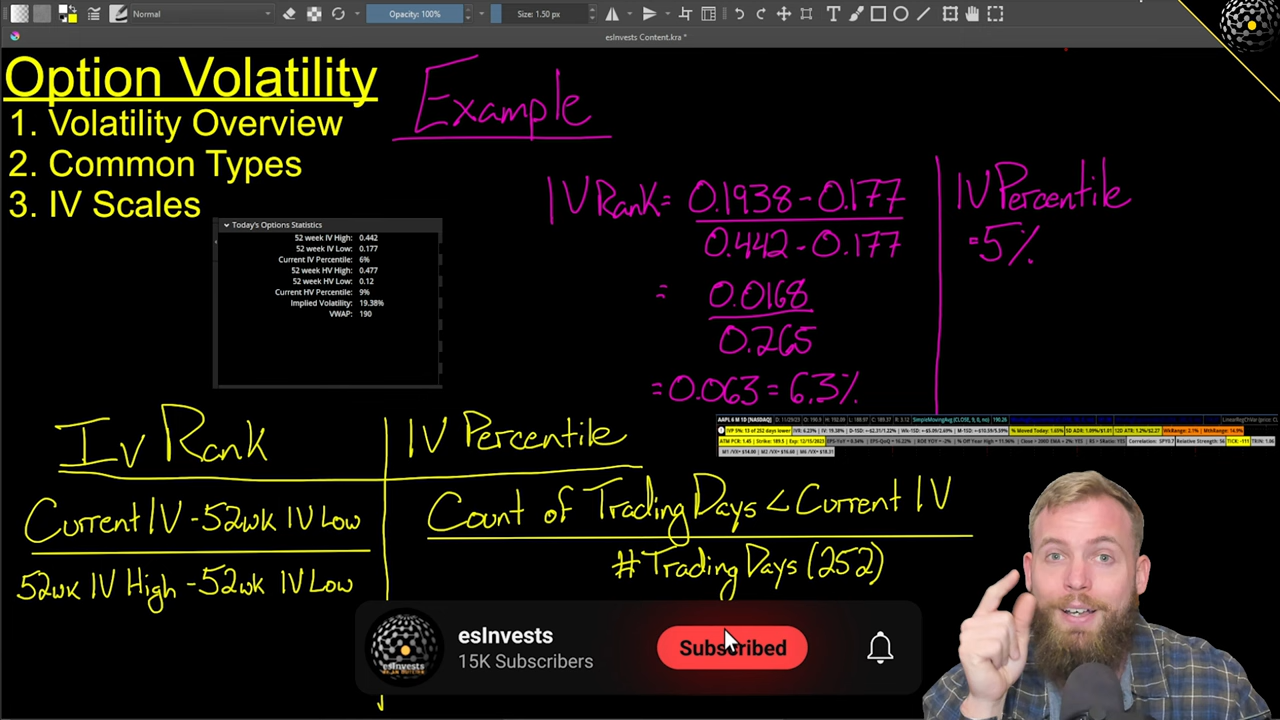 Normal
Opacity: 100%
Size: 1.50 px
esInvests Content.kra *
Option Volatility
1. Volatility Overview
2. Common Types
3. IV Scales
Example
IV Rank = 0.1938 - 0.177
0.442 - 0.177
= 0.0168
0.265
= 0.063 = 6.3%
IV Percentile
= 5%
Today's Options Statistics
52 week IV High: 0.442
52 week IV Low: 0.177
Current IV Percentile: 6%
52 week HV High: 0.477
52 week HV Low: 0.12
Current HV Percentile: 9%
Implied Volatility: 19.38%
VWAP: 190
AAPL 6 M 1D [NASDAQ]
IV Rank
Current IV - 52wk IV Low
52wk IV High - 52wk IV Low
IV Percentile
Count of Trading Days < Current IV
# Trading Days (252)
esInvests
15K Subscribers
Subscribed